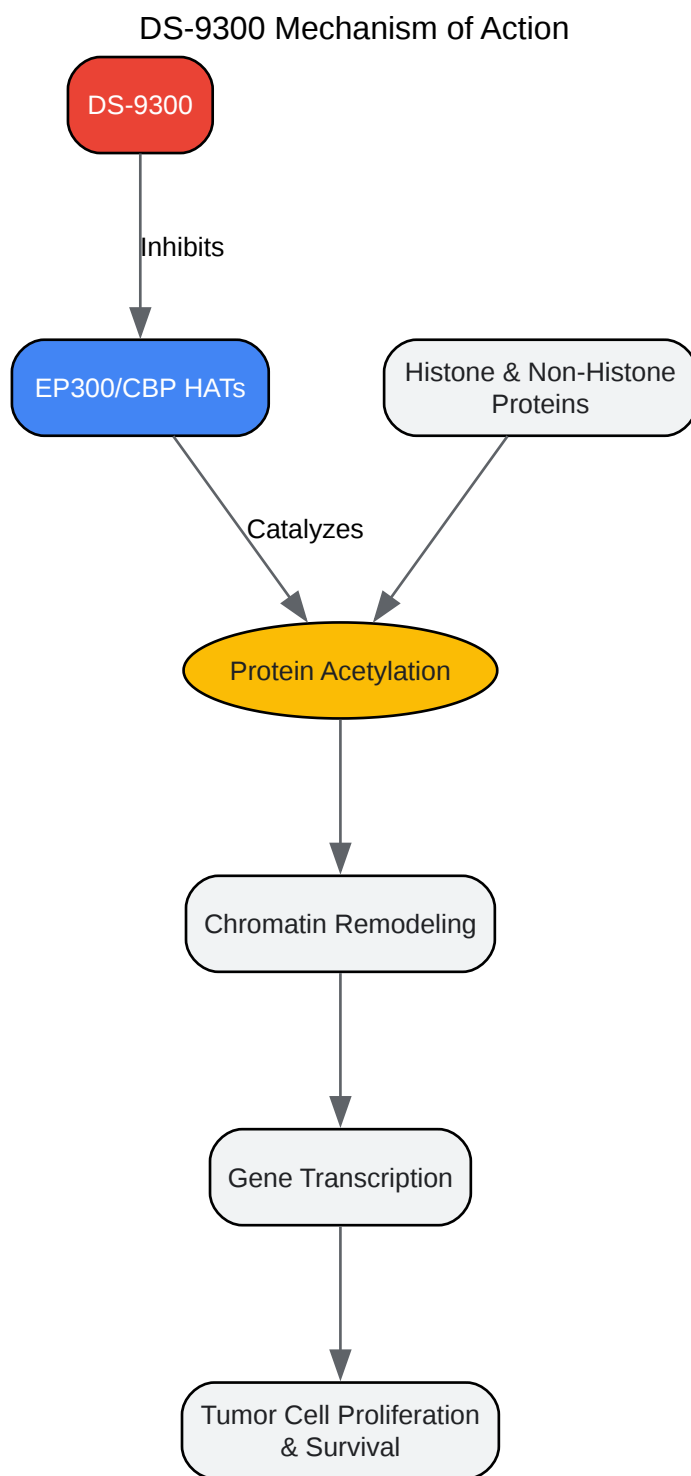 DS-9300 Mechanism of Action
DS-9300
Inhibits
EP300/CBP HATs
Histone & Non-Histone
Proteins
Catalyzes
Protein Acetylation
Chromatin Remodeling
Gene Transcription
Tumor Cell Proliferation
& Survival